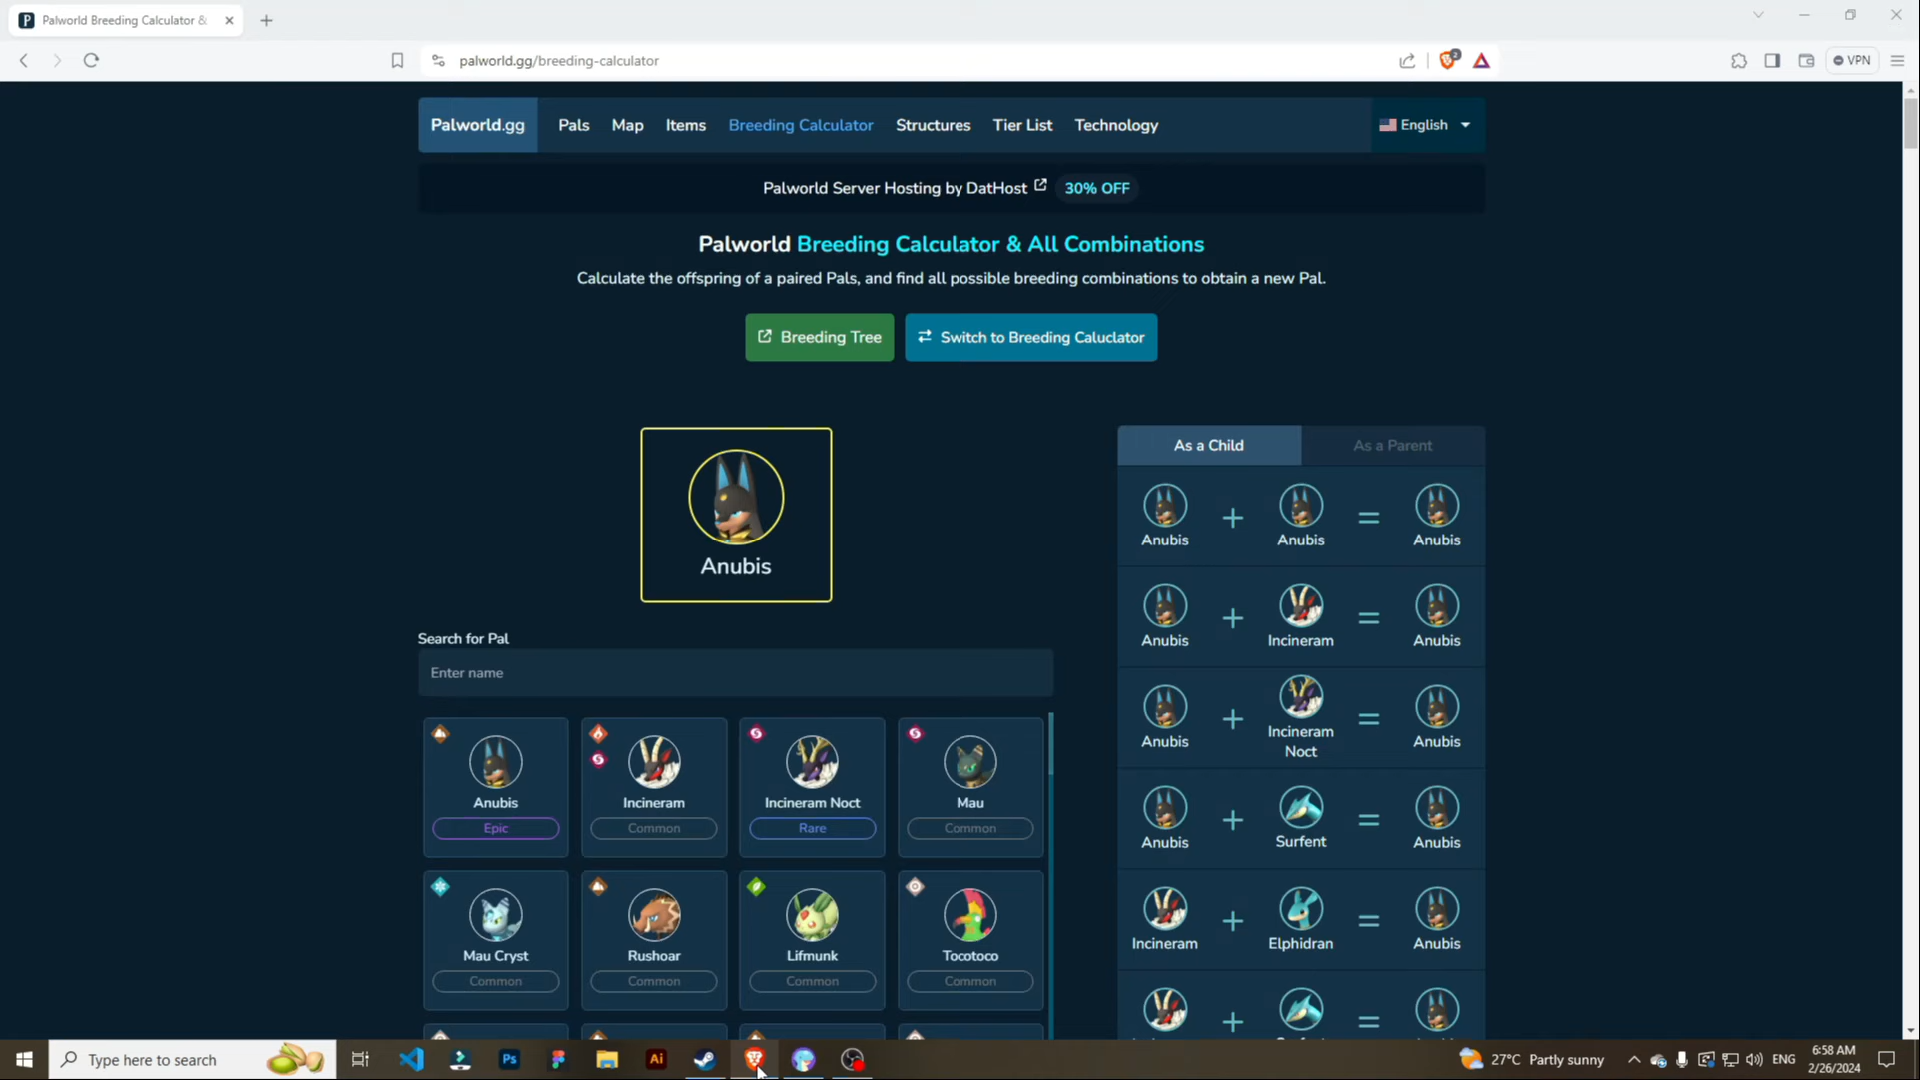 Palworld Breeding Calculator &
palworld.gg/breeding-calculator
2
VPN
Palworld.gg
Pals
Map
Items
Breeding Calculator
Structures
Tier List
Technology
English
Palworld Server Hosting by DatHost
30% OFF
Palworld Breeding Calculator & All Combinations
Calculate the offspring of a paired Pals, and find all possible breeding combinations to obtain a new Pal.
Breeding Tree
Switch to Breeding Caluclator
Anubis
Search for Pal
Enter name
Anubis
Epic
Incineram
Common
Incineram Noct
Rare
Mau
Common
Mau Cryst
Common
Rushoar
Common
Lifmunk
Common
Tocotoco
Common
As a Child
As a Parent
Anubis + Anubis = Anubis
Anubis + Incineram = Anubis
Anubis + Incineram Noct = Anubis
Anubis + Surfent = Anubis
Incineram + Elphidran = Anubis
+ =
Type here to search
Ps
Ai
27°C Partly sunny
ENG
6:58 AM
2/26/2024